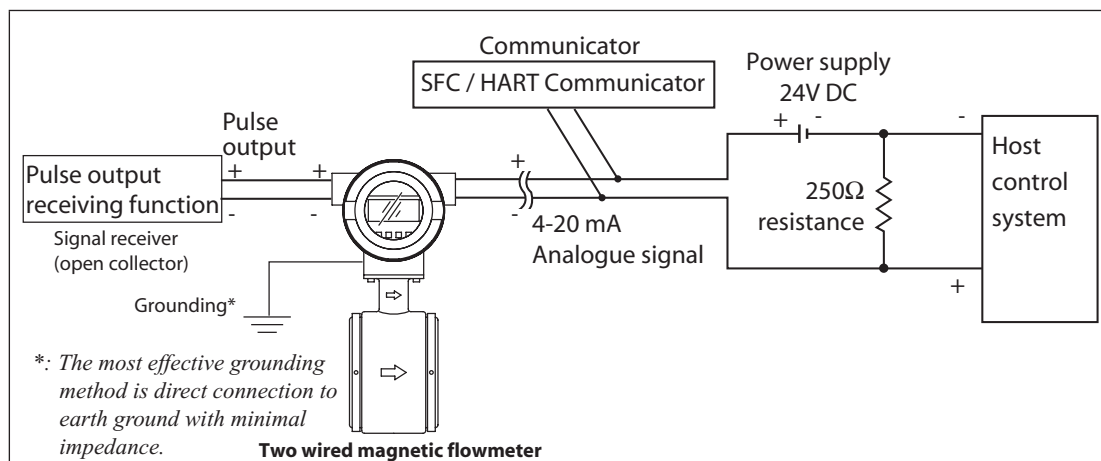 Communicator
SFC / HART Communicator
Power supply
24V DC
+ -
-
Pulse
output
Pulse output
receiving function
+ +
- -
+
-
Host
control
system
250Ω
resistance
4-20 mA
Analogue signal
+
Signal receiver
(open collector)
Grounding*
*: The most effective grounding
method is direct connection to
earth ground with minimal
impedance.
Two wired magnetic flowmeter